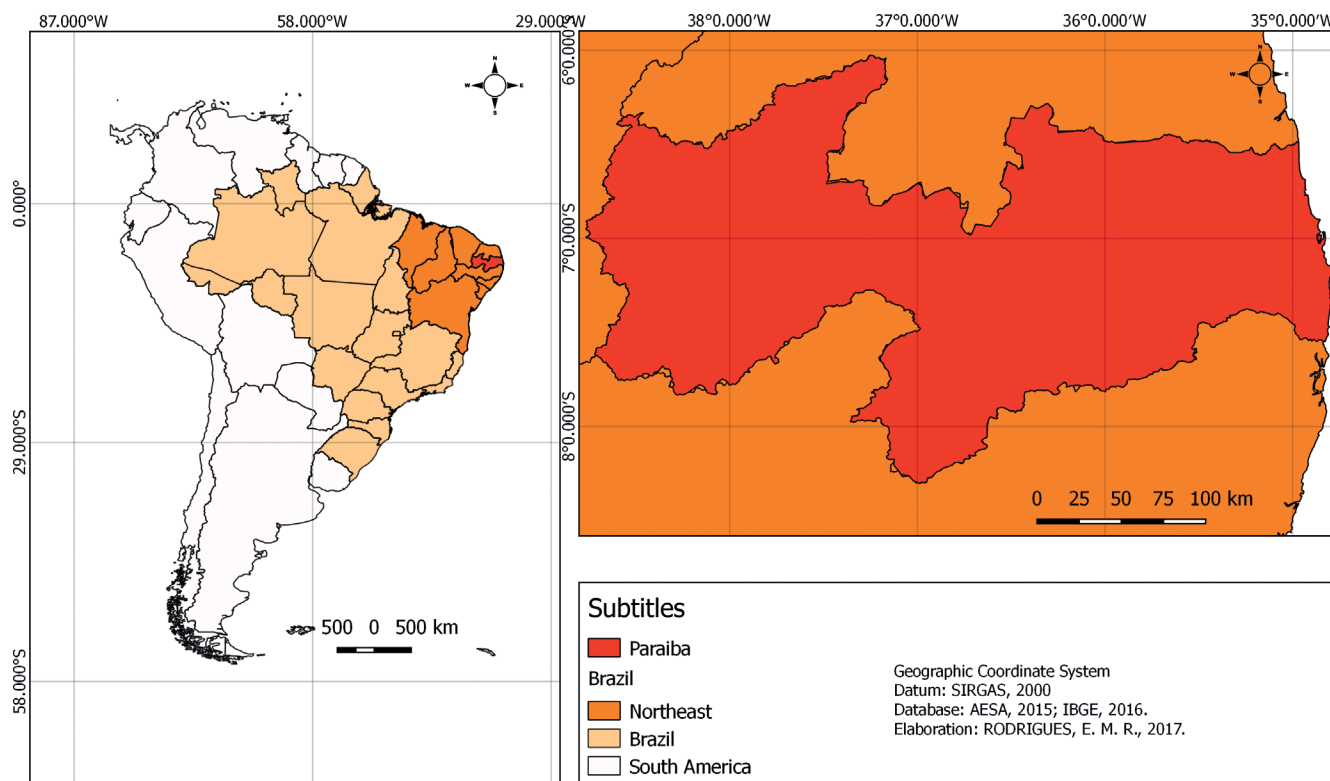 87.000°W 58.000°W 29.000°W
N
W E
S
0.000°
29.000°S
58.000°S
500 0 500 km
38°0.000'W 37°0.000'W 36°0.000'W 35°0.000'W
6°0.000'S
7°0.000'S
8°0.000'S
N
W E
S
0 25 50 75 100 km
Subtitles
Paraiba
Brazil
Northeast
Brazil
South America
Geographic Coordinate System
Datum: SIRGAS, 2000
Database: AESA, 2015; IBGE, 2016.
Elaboration: RODRIGUES, E. M. R., 2017.